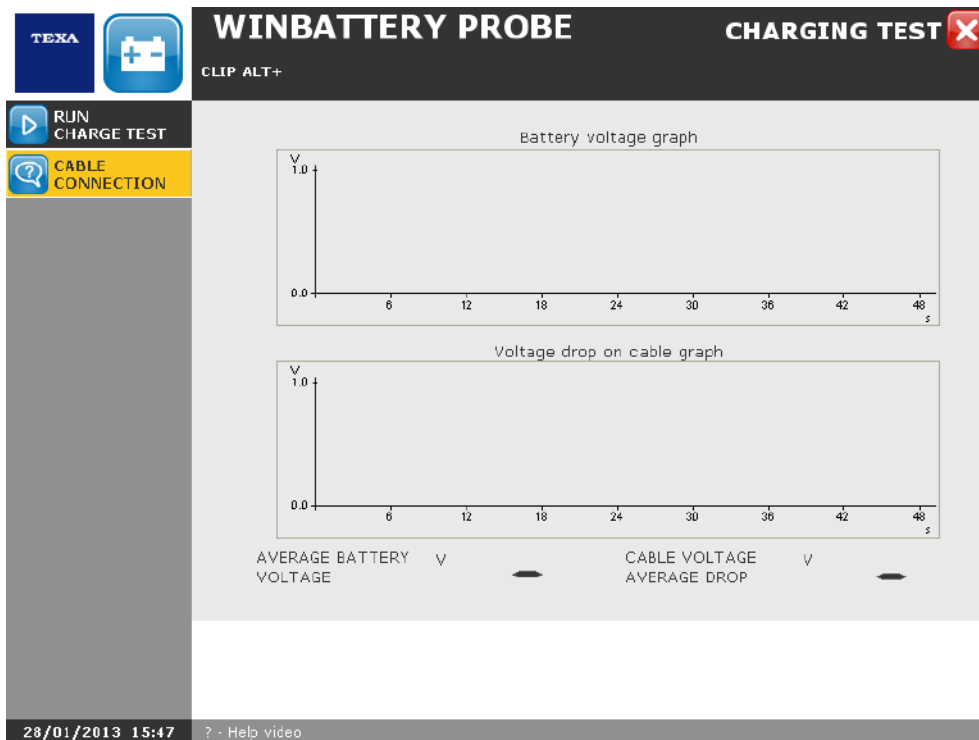 TEXA
WINBATTERY PROBE
CHARGING TEST
CLIP ALT+
RUN
CHARGE TEST
CABLE
CONNECTION
Battery voltage graph
V
1.0
0.0
6 12 18 24 30 36 42 48
s
Voltage drop on cable graph
V
1.0
0.0
6 12 18 24 30 36 42 48
s
AVERAGE BATTERY VOLTAGE V
CABLE VOLTAGE AVERAGE DROP V
28/01/2013 15:47
? - Help video